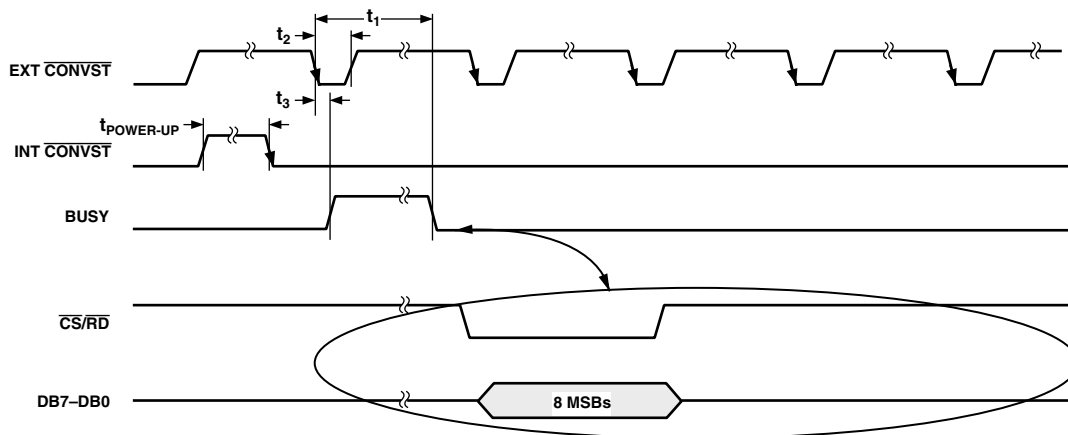 t1
t2
EXT CONVST
t3
tPOWER-UP
INT CONVST
BUSY
CS/RD
DB7–DB0
8 MSBs